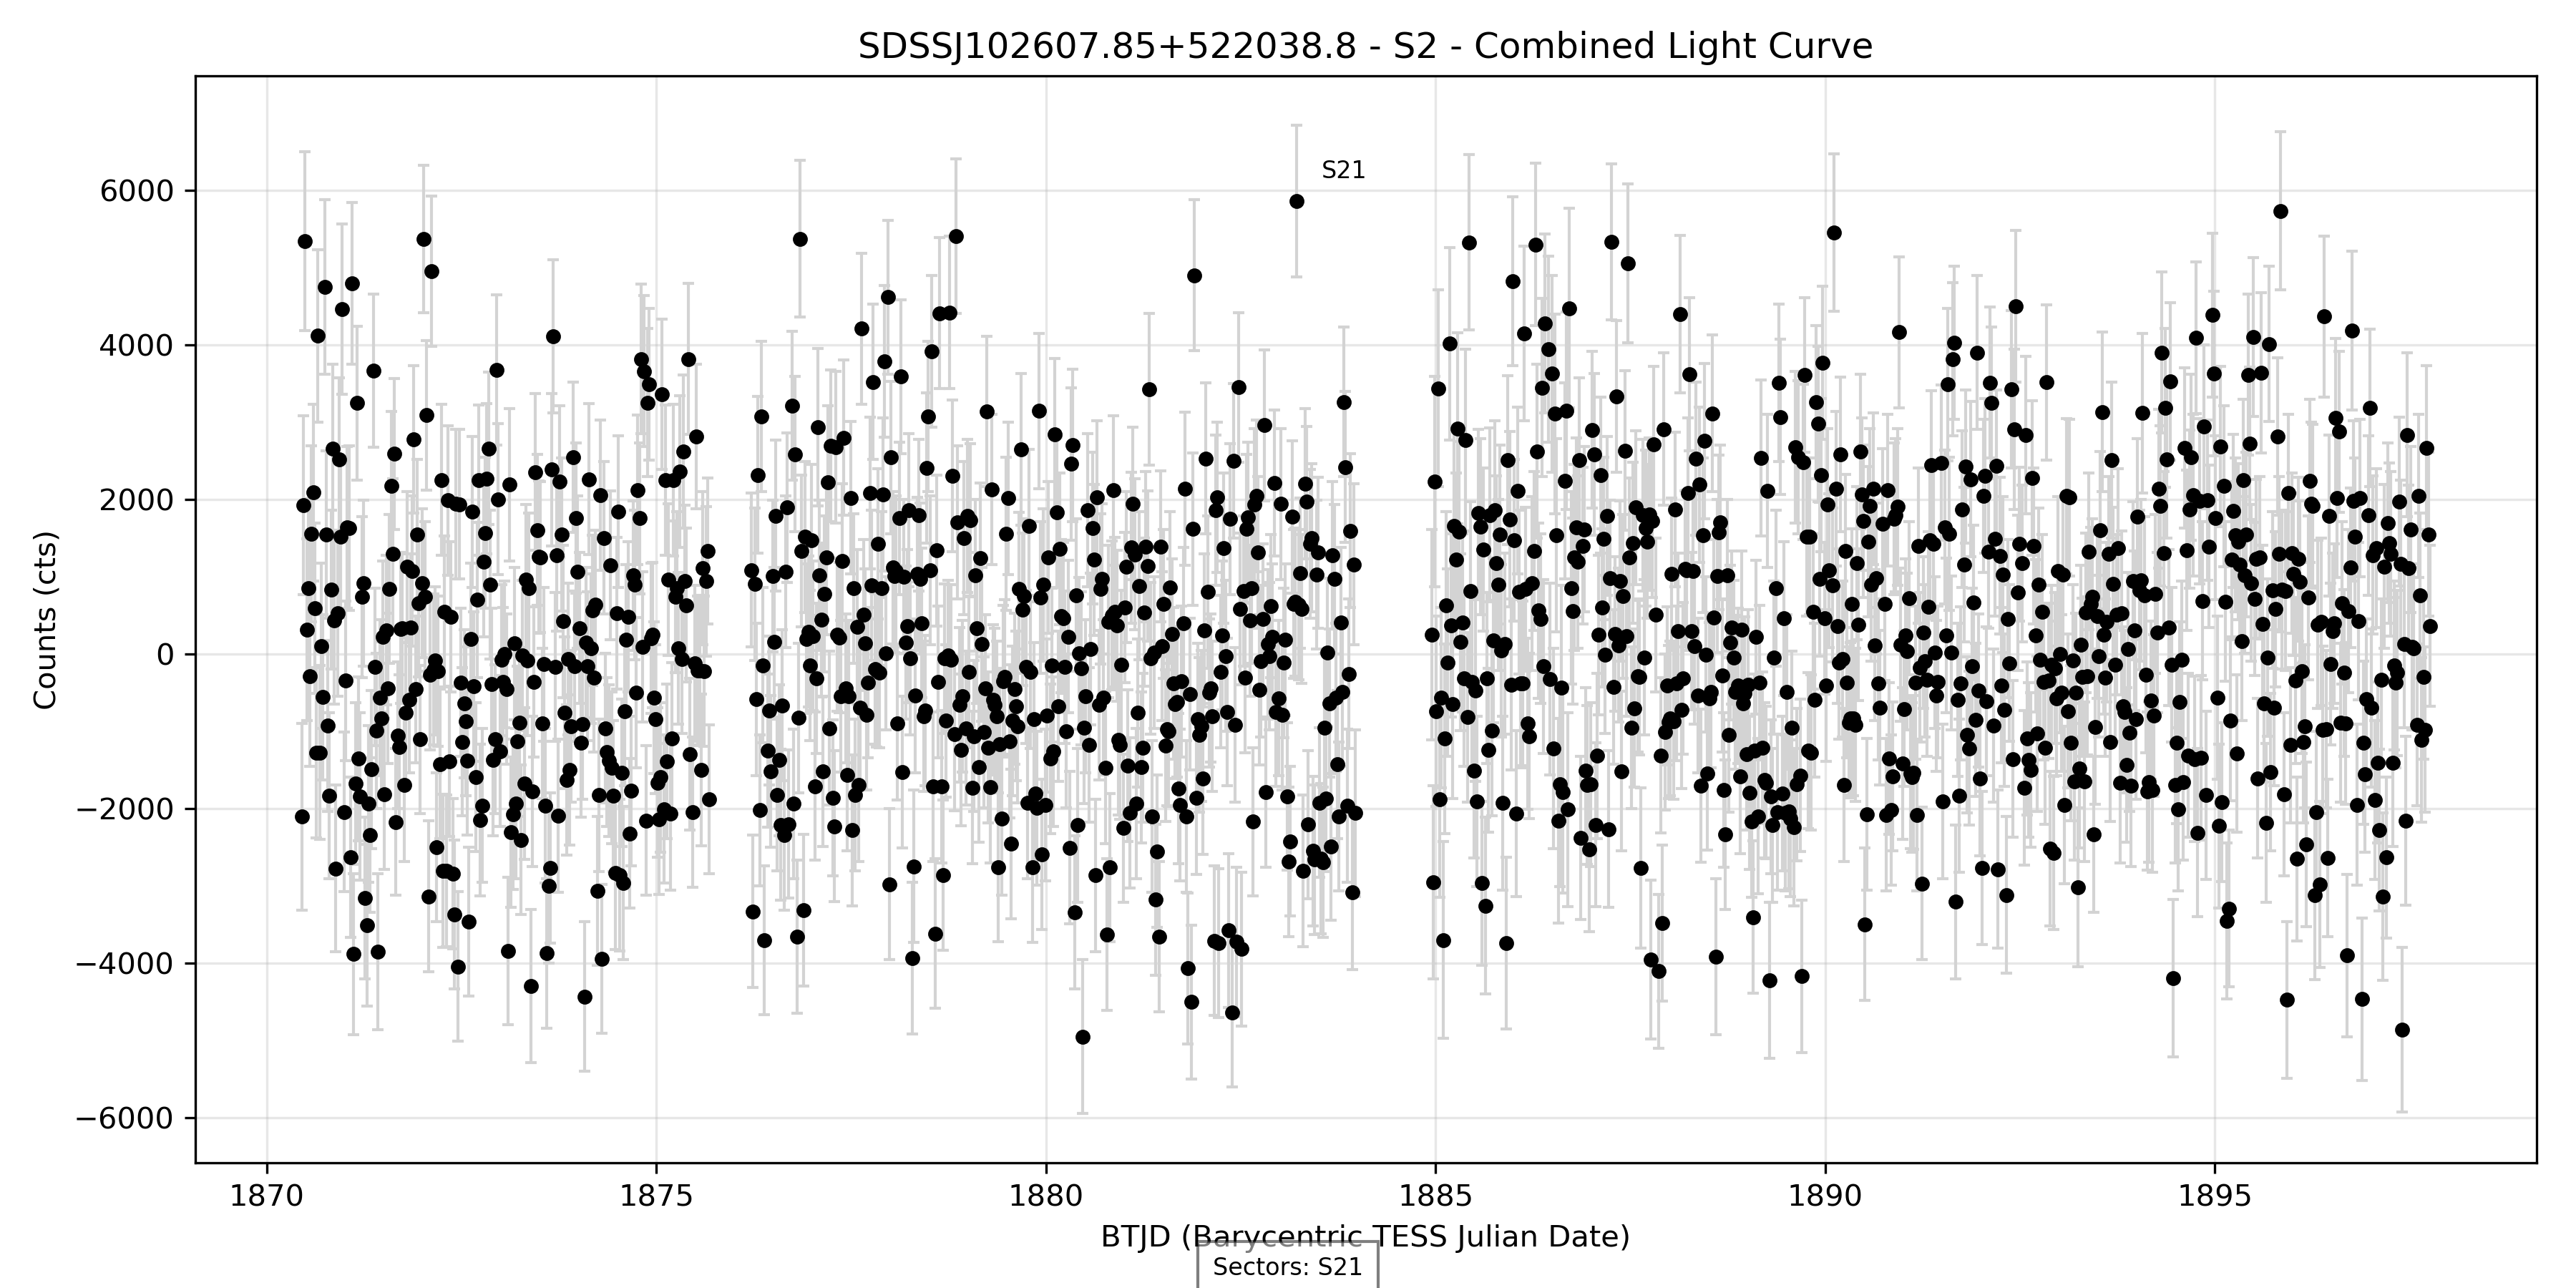 SDSSJ102607.85+522038.8 - S2 - Combined Light Curve
S21
6000
4000
2000
0
−2000
−4000
−6000
Counts (cts)
1870 1875 1880 1885 1890 1895
BTJD (Barycentric TESS Julian Date)
Sectors: S21